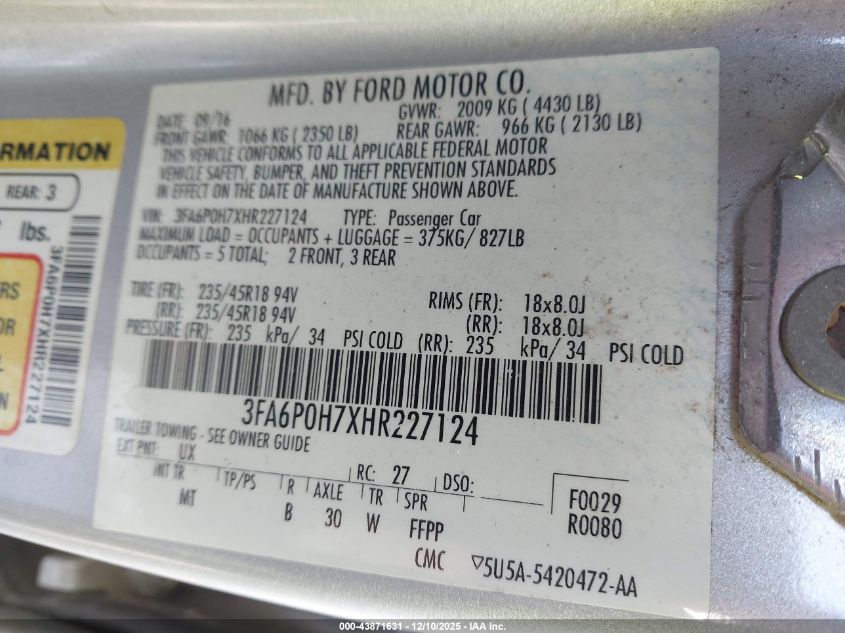 MFD. BY FORD MOTOR CO.
DATE: 09/16 GVWR: 2009 KG ( 4430 LB)
FRONT GAWR: 1066 KG ( 2350 LB) REAR GAWR: 966 KG ( 2130 LB)
THIS VEHICLE CONFORMS TO ALL APPLICABLE FEDERAL MOTOR
VEHICLE SAFETY, BUMPER, AND THEFT PREVENTION STANDARDS
IN EFFECT ON THE DATE OF MANUFACTURE SHOWN ABOVE.
VIN: 3FA6P0H7XHR227124 TYPE: Passenger Car
MAXIMUM LOAD = OCCUPANTS + LUGGAGE = 375KG/ 827LB
OCCUPANTS = 5 TOTAL; 2 FRONT, 3 REAR
TIRE (FR): 235/45R18 94V RIMS (FR): 18x8.0J
(RR): 235/45R18 94V (RR): 18x8.0J
PRESSURE (FR): 235 kPa/ 34 PSI COLD (RR): 235 kPa/ 34 PSI COLD
3FA6P0H7XHR227124
TRAILER TOWING - SEE OWNER GUIDE
EXT PNT: UX RC: 27 DSO:
INT TR TP/PS R AXLE TR SPR F0029
MT B 30 W FFPP R0080
CMC 5U5A-5420472-AA
RMATION
REAR: 3
lbs.
3FA6P0H7XHR227124
ERS
OR
L
N
000-43871631 - 12/10/2025 - IAA Inc.